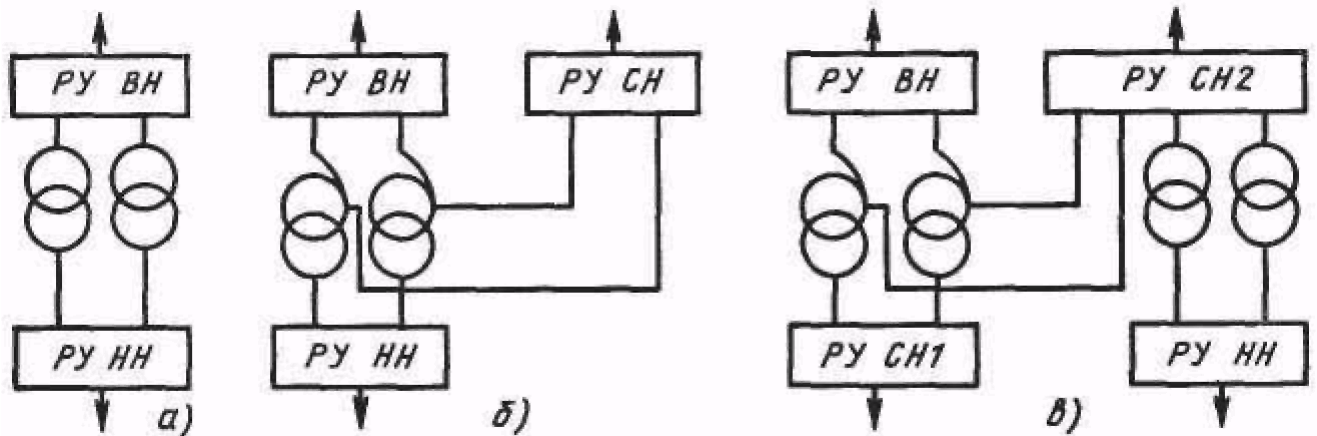 РУ ВН
РУ НН
а)
РУ ВН
РУ СН
РУ НН
б)
РУ ВН
РУ СН2
РУ СН1
РУ НН
в)